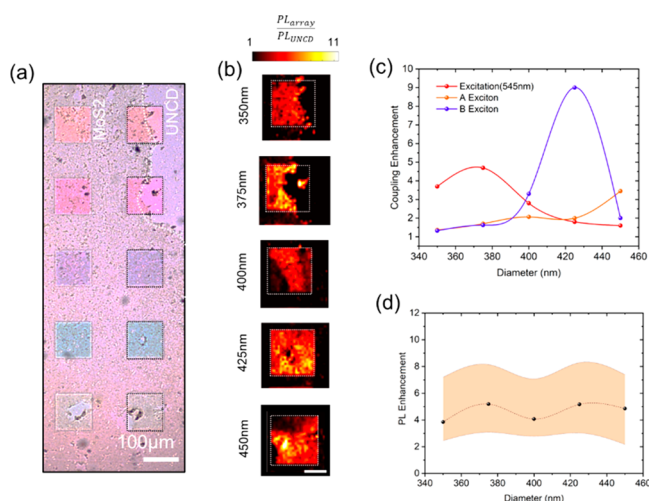 PL_array
PL_UNCD
1 11
(a)
(b)
(c)
(d)
MoS2
UNCD
100µm
350nm
375nm
400nm
425nm
450nm
Excitation(545nm)
A Exciton
B Exciton
Coupling Enhancement
10
9
8
7
6
5
4
3
2
1
340 360 380 400 420 440 460
Diameter (nm)
PL Enhancement
12
10
8
6
4
2
0
340 360 380 400 420 440 460
Diameter (nm)